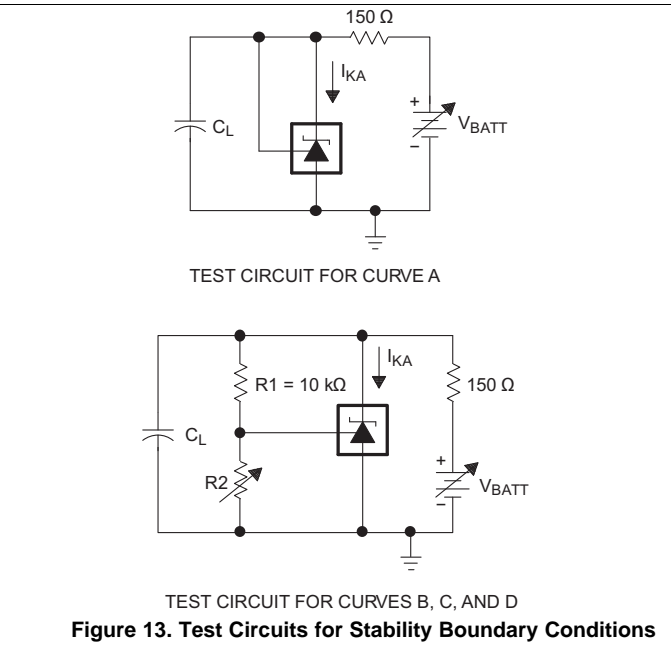 150 Ω
I_KA
C_L
+
V_BATT
−
TEST CIRCUIT FOR CURVE A
I_KA
R1 = 10 kΩ
150 Ω
C_L
R2
+
V_BATT
−
TEST CIRCUIT FOR CURVES B, C, AND D
Figure 13. Test Circuits for Stability Boundary Conditions